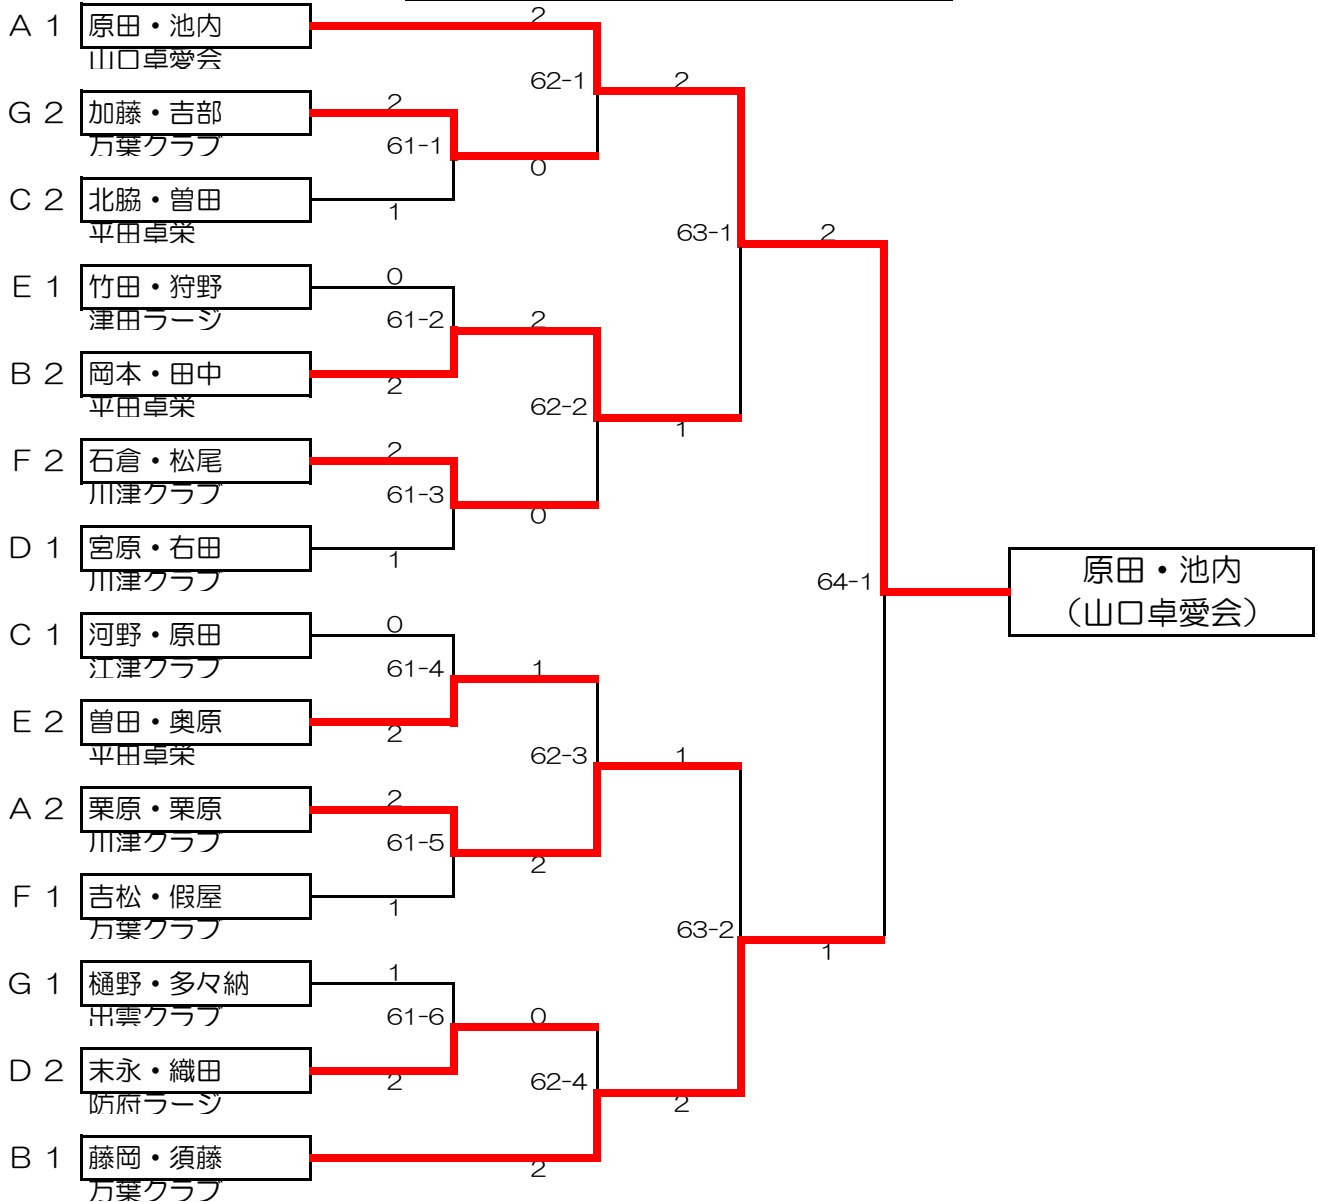 A 1
原田・池内
山口卓愛会
2
62-1
2
G 2
加藤・吉部
万葉クラブ
2
61-1
0
C 2
北脇・曽田
平田卓栄
1
63-1
2
E 1
竹田・狩野
津田ラージ
0
61-2
2
B 2
岡本・田中
平田卓栄
2
62-2
1
F 2
石倉・松尾
川津クラブ
2
61-3
0
D 1
宮原・右田
川津クラブ
1
64-1
原田・池内
（山口卓愛会）
C 1
河野・原田
江津クラブ
0
61-4
1
E 2
曽田・奥原
平田卓栄
2
62-3
1
A 2
栗原・栗原
川津クラブ
2
61-5
2
F 1
吉松・假屋
万葉クラブ
1
63-2
1
G 1
樋野・多々納
出雲クラブ
1
61-6
0
D 2
末永・織田
防府ラージ
2
62-4
2
B 1
藤岡・須藤
万葉クラブ
2